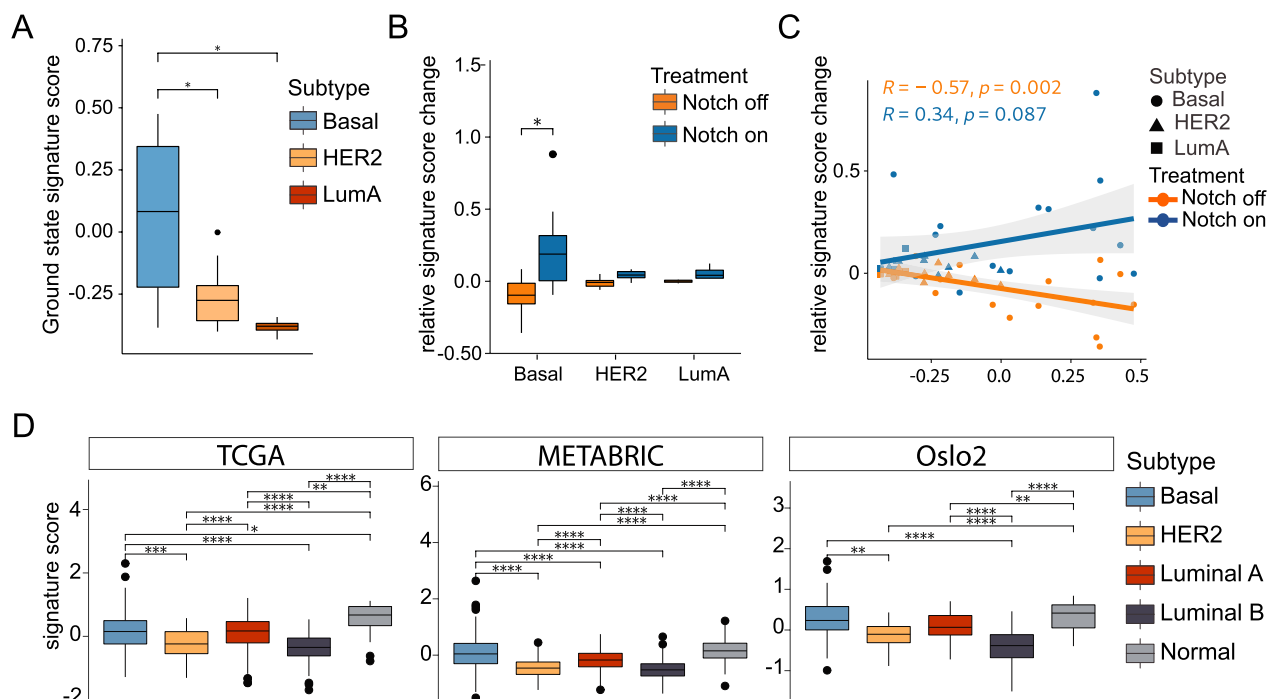 A
Ground state signature score
0.75
0.50
0.25
0.00
-0.25
*
*
Subtype
Basal
HER2
LumA
B
relative signature score change
1.5
1.0
0.5
0.0
-0.50
*
Treatment
Notch off
Notch on
Basal
HER2
LumA
C
relative signature score change
0.5
0
R = − 0.57, p = 0.002
R = 0.34, p = 0.087
-0.25
0.0
0.25
0.5
Subtype
Basal
HER2
LumA
Treatment
Notch off
Notch on
D
signature score
TCGA
4
2
0
-2
****
**
****
****
****
*
****
***
METABRIC
6
4
2
0
****
****
****
****
****
****
****
****
Oslo2
3
2
1
0
-1
****
**
****
****
****
**
Subtype
Basal
HER2
Luminal A
Luminal B
Normal